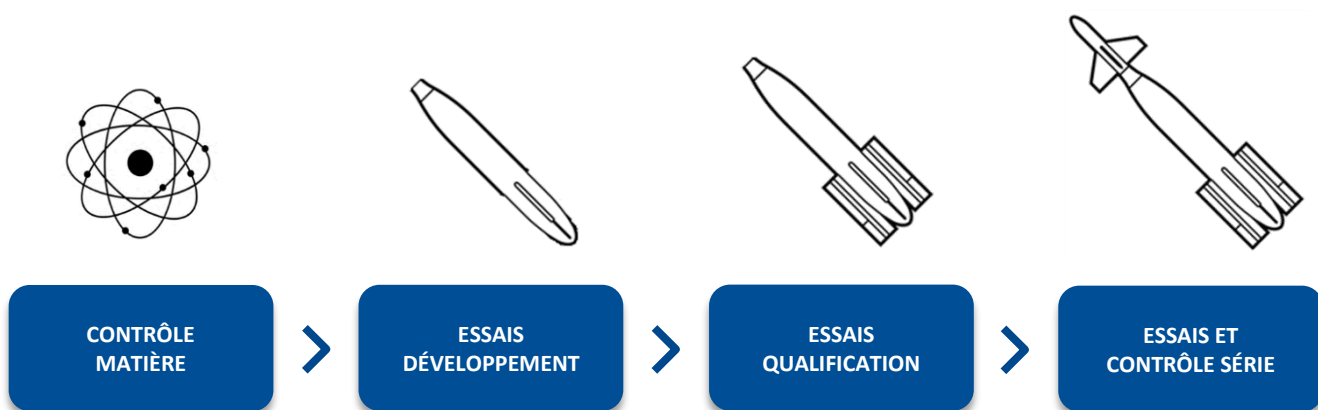 CONTRÔLE
MATIÈRE
ESSAIS
DÉVELOPPEMENT
ESSAIS
QUALIFICATION
ESSAIS ET
CONTRÔLE SÉRIE